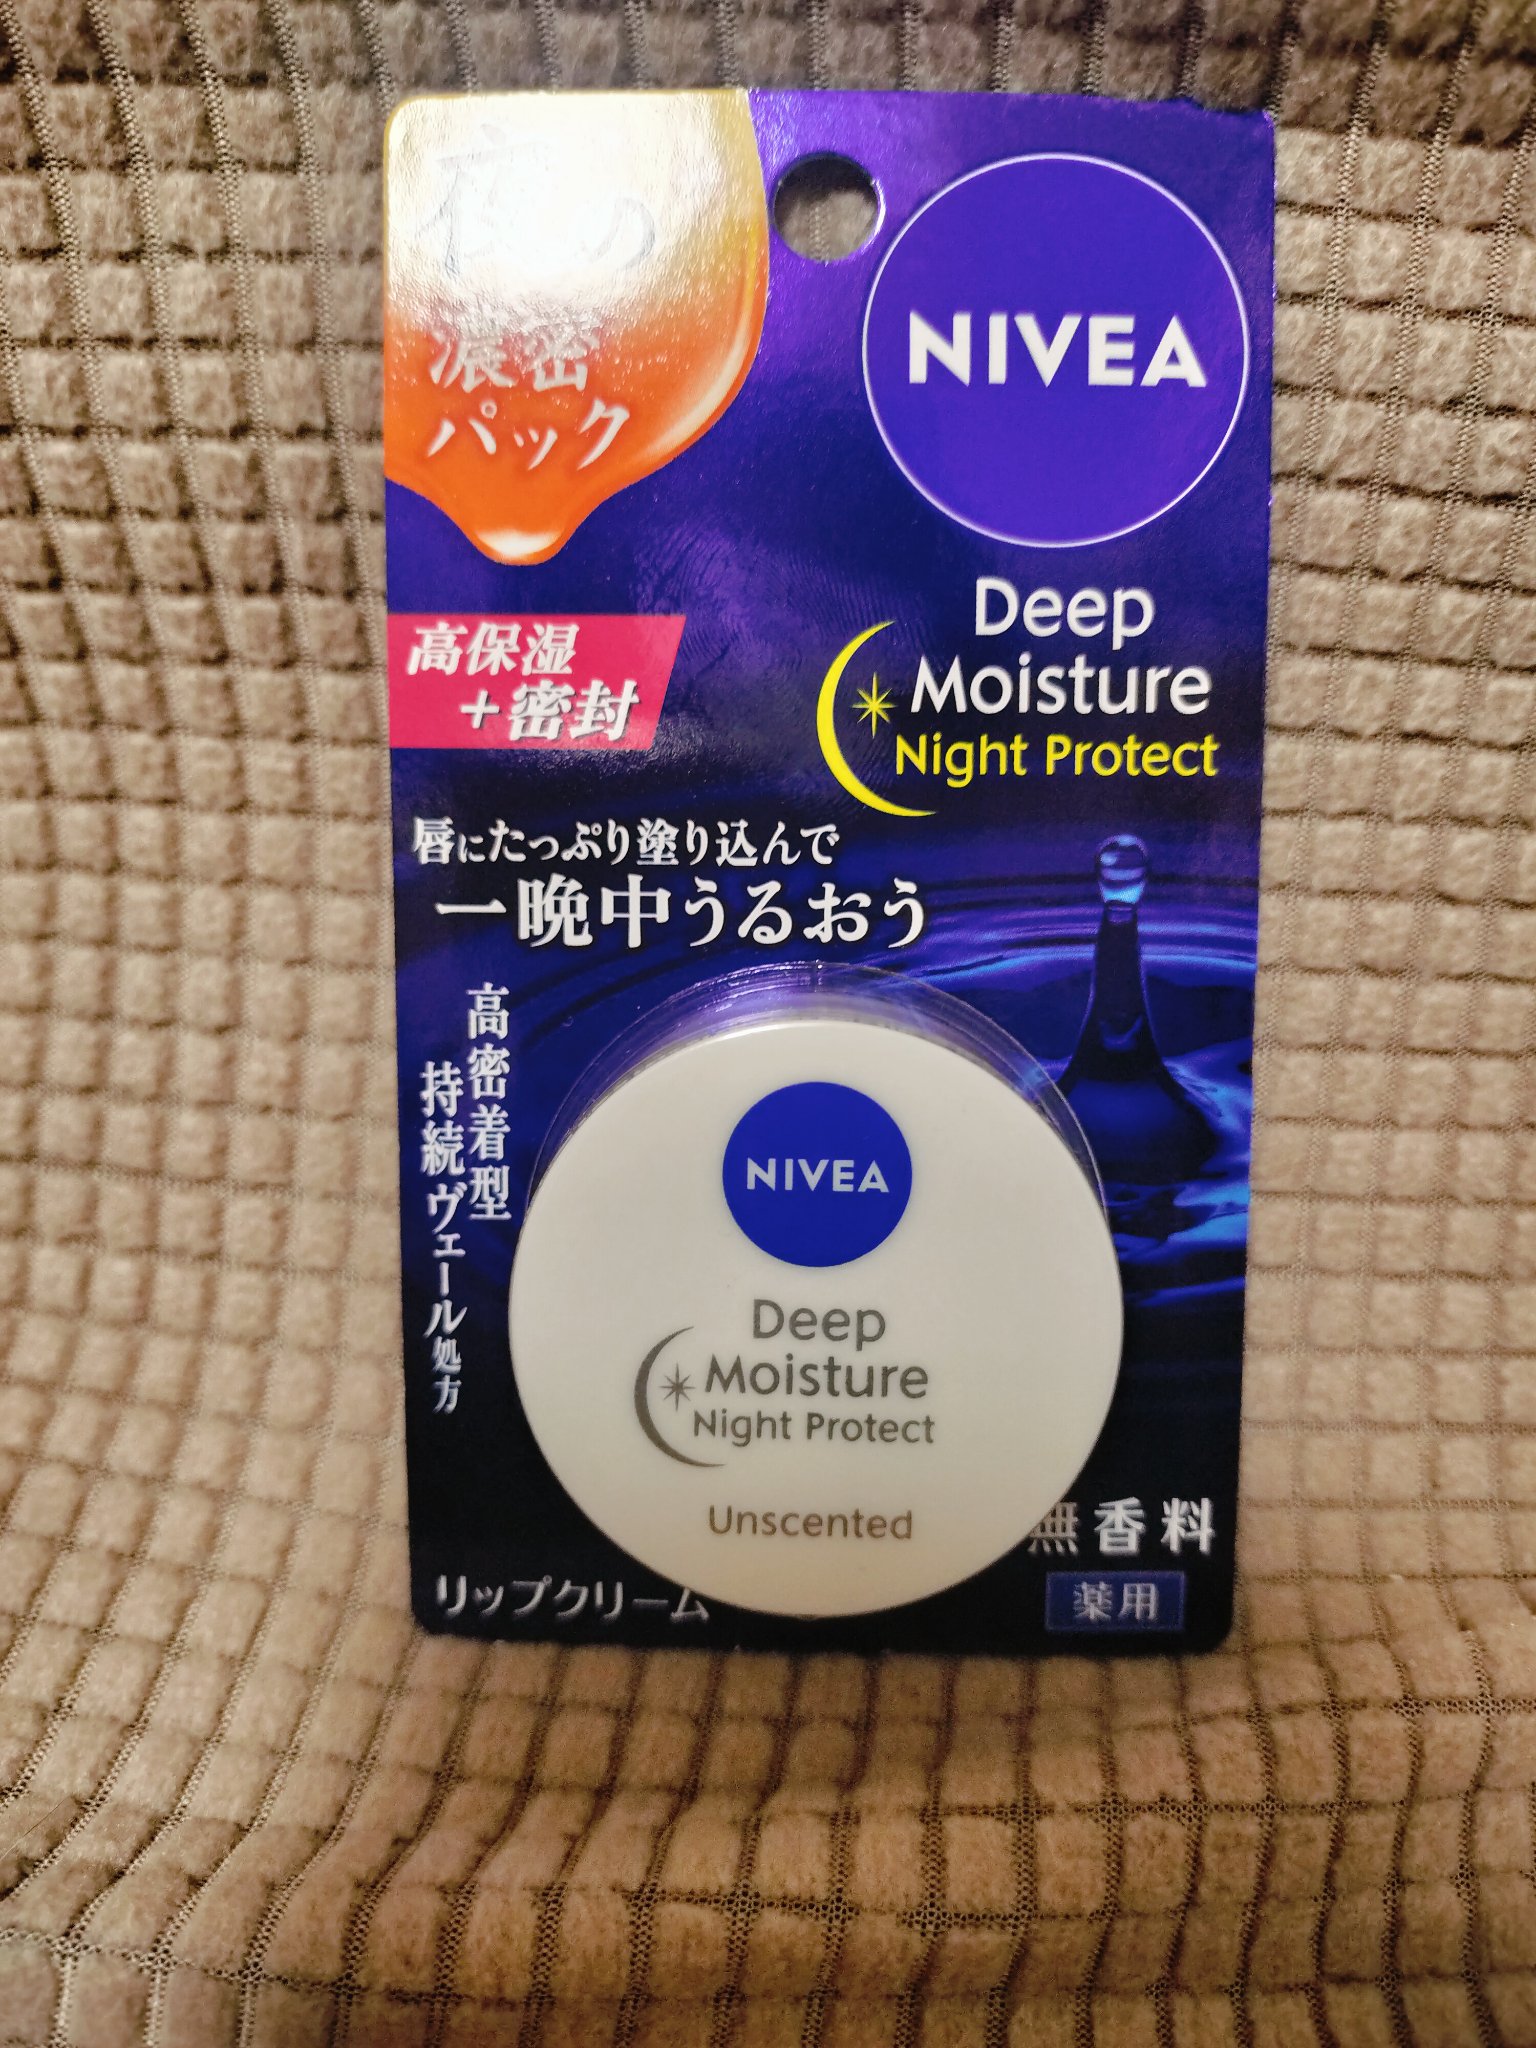 夜の
濃密
パック
NIVEA
Deep
Moisture
Night Protect
高保湿
+密封
唇にたっぷり塗り込んで
一晩中うるおう
高密着型
持続ヴェール処方
NIVEA
Deep
Moisture
Night Protect
Unscented
無香料
薬用
リップクリーム